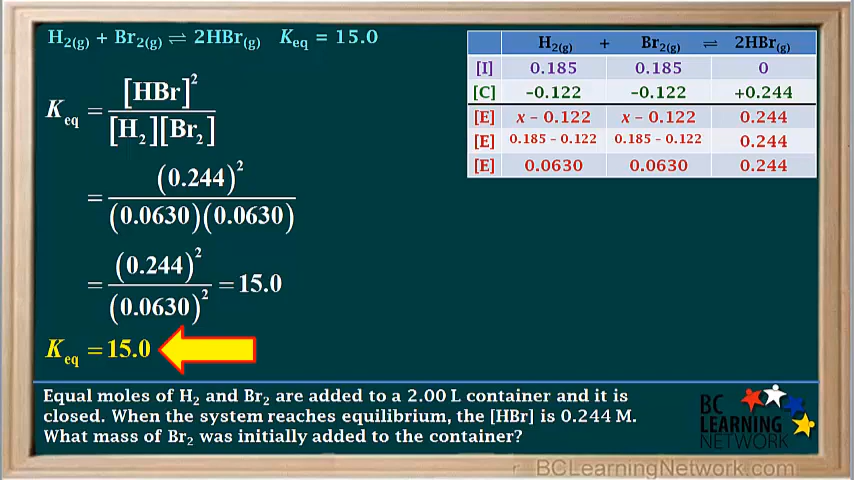 H₂(g) + Br₂(g) ⇌ 2HBr(g) Keq = 15.0
Keq = [HBr]² / [H₂][Br₂]
= (0.244)² / (0.0630)(0.0630)
= (0.244)² / (0.0630)² = 15.0
Keq = 15.0
H₂(g) + Br₂(g) ⇌ 2HBr(g)
[I] 0.185 0.185 0
[C] –0.122 –0.122 +0.244
[E] x – 0.122 x – 0.122 0.244
[E] 0.185 – 0.122 0.185 – 0.122 0.244
[E] 0.0630 0.0630 0.244
Equal moles of H₂ and Br₂ are added to a 2.00 L container and it is
closed. When the system reaches equilibrium, the [HBr] is 0.244 M.
What mass of Br₂ was initially added to the container?
BC
LEARNING
NETWORK
r BCLearningNetwork.com